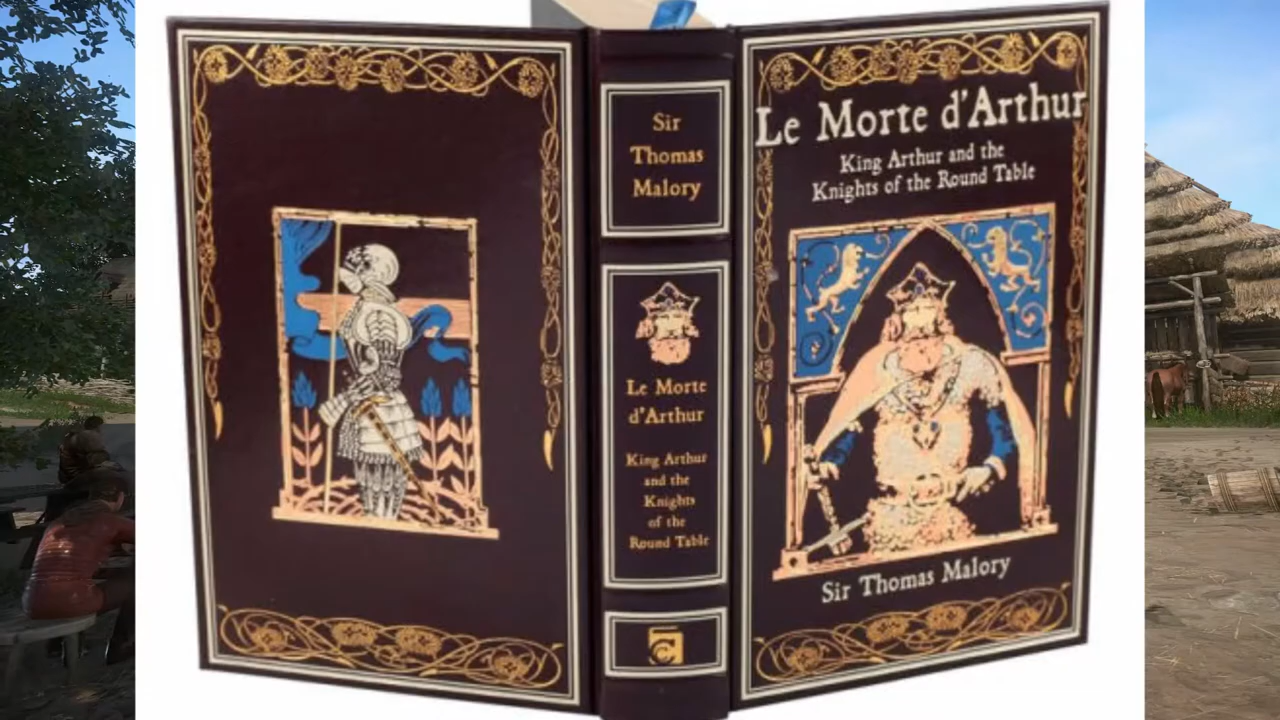 Sir
Thomas
Malory
Le Morte
d'Arthur
King Arthur
and the
Knights
of the
Round Table
Le Morte d'Arthur
King Arthur and the
Knights of the Round Table
Sir Thomas Malory